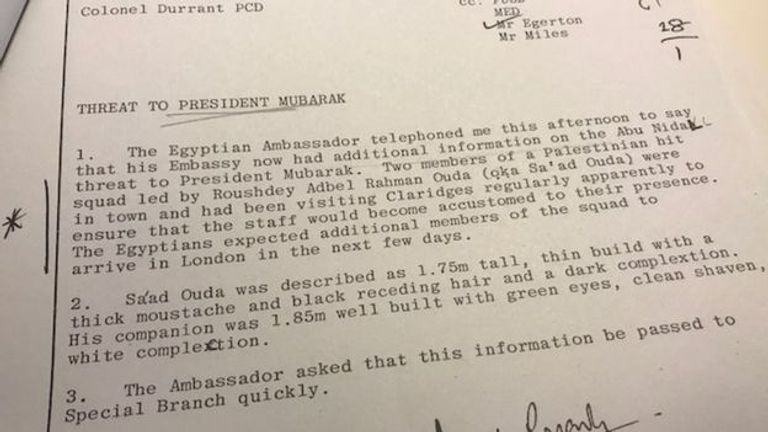 Colonel Durrant PCD
cc:
MED
Mr Egerton
Mr Miles
28
1
THREAT TO PRESIDENT MUBARAK
1. The Egyptian Ambassador telephoned me this afternoon to say
that his Embassy now had additional information on the Abu Nidal
threat to President Mubarak. Two members of a Palestinian hit
squad led by Roushdey Adbel Rahman Ouda (qka Sa'ad Ouda) were
in town and had been visiting Claridges regularly apparently to
ensure that the staff would become accustomed to their presence.
The Egyptians expected additional members of the squad to
arrive in London in the next few days.
*
2. Sa'ad Ouda was described as 1.75m tall, thin build with a
thick moustache and black receding hair and a dark complextion.
His companion was 1.85m well built with green eyes, clean shaven,
white complexction.
3. The Ambassador asked that this information be passed to
Special Branch quickly.